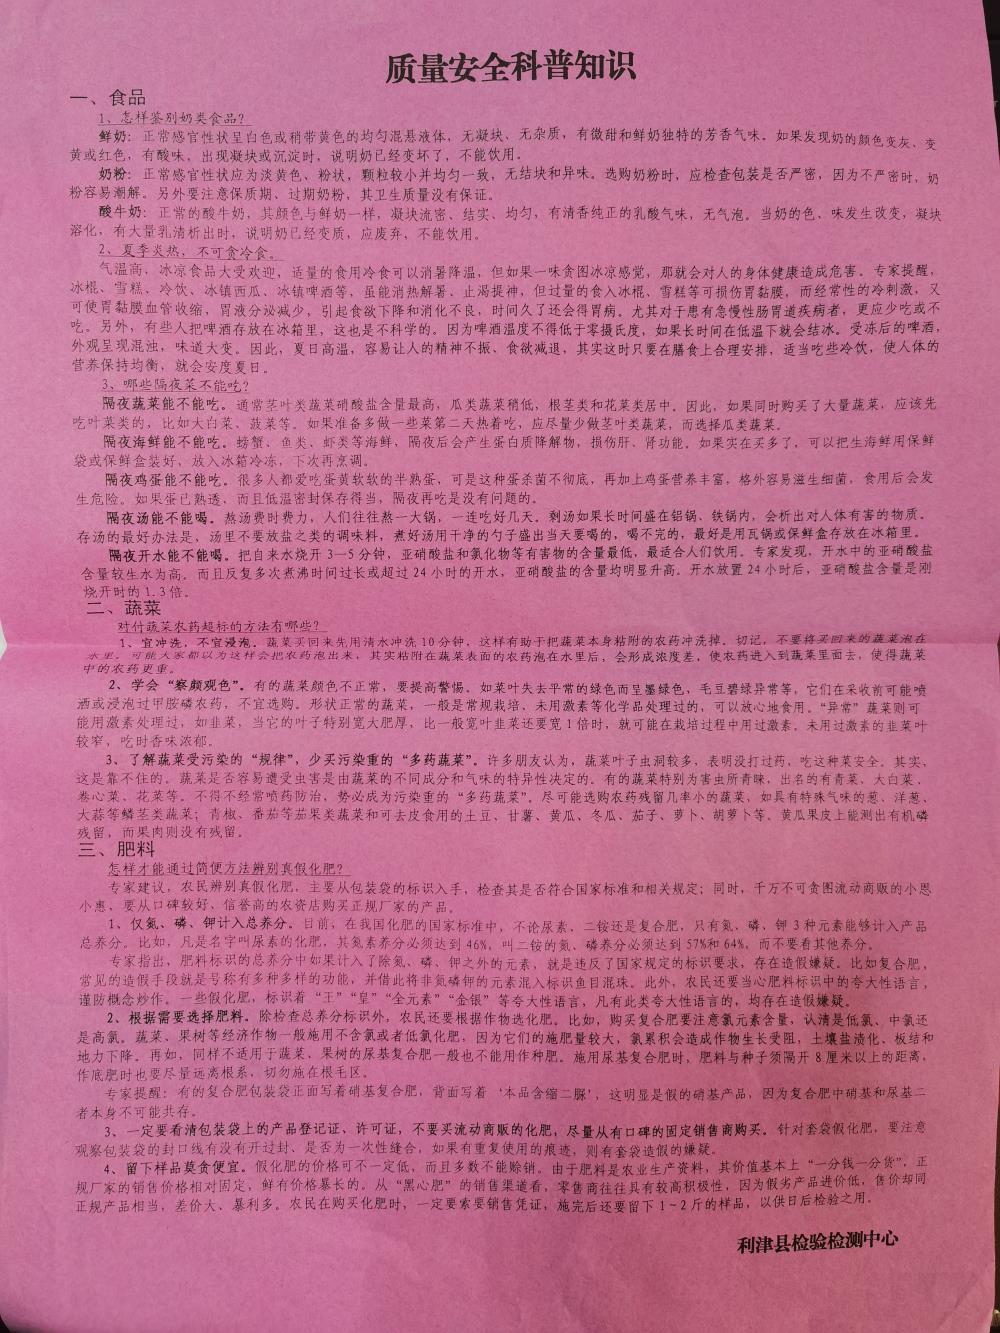 质量安全科普知识
一、食品
1、怎样鉴别奶类食品？
鲜奶：正常感官性状呈白色或稍带黄色的均匀混悬液体，无凝块、无杂质，有微甜和鲜奶独特的芳香气味。如果发现奶的颜色变灰、变
黄或红色，有酸味，出现凝块或沉淀时，说明奶已经变坏了，不能饮用。
奶粉：正常感官性状应为淡黄色、粉状，颗粒较小并均匀一致，无结块和异味。选购奶粉时，应检查包装是否严密，因为不严密时，奶
粉容易潮解。另外要注意保质期、过期奶粉，其卫生质量没有保证。
酸牛奶：正常的酸牛奶，其颜色与鲜奶一样，凝块流密、结实、均匀，有清香纯正的乳酸气味，无气泡。当奶的色、味发生改变，凝块
溶化，有大量乳清析出时，说明奶已经变质，应废弃，不能饮用。
2、夏季炎热，不可贪冷食。
气温高，冰凉食品大受欢迎，适量的食用冷食可以消暑降温，但如果一味贪图冰凉感觉，那就会对人的身体健康造成危害。专家提醒，
冰棍、雪糕、冷饮、冰镇西瓜、冰镇啤酒等，虽能消热解暑、止渴提神，但过量的食入冰棍、雪糕等可损伤胃黏膜，而经常性的冷刺激，又
可使胃黏膜血管收缩，胃液分泌减少，引起食欲下降和消化不良，时间久了还会得胃病。尤其对于患有急慢性肠胃道疾病者，更应少吃或不
吃。另外，有些人把啤酒存放在冰箱里，这也是不科学的。因为啤酒温度不得低于零摄氏度，如果长时间在低温下就会结冰。受冻后的啤酒，
外观呈现混浊，味道大变。因此，夏日高温，容易让人的精神不振、食欲减退，其实这时只要在膳食上合理安排，适当吃些冷饮，使人体的
营养保持均衡，就会安度夏日。
3、哪些隔夜菜不能吃？
隔夜蔬菜能不能吃。通常茎叶类蔬菜硝酸盐含量最高，瓜类蔬菜稍低，根茎类和花菜类居中。因此，如果同时购买了大量蔬菜，应该先
吃叶菜类的，比如大白菜、菠菜等。如果准备多做一些菜第二天热着吃，应尽量少做茎叶类蔬菜，而选择瓜类蔬菜。
隔夜海鲜能不能吃。螃蟹、鱼类、虾类等海鲜，隔夜后会产生蛋白质降解物，损伤肝、肾功能。如果实在买多了，可以把生海鲜用保鲜
袋或保鲜盒装好，放入冰箱冷冻，下次再烹调。
隔夜鸡蛋能不能吃。很多人都爱吃蛋黄软软的半熟蛋，可是这种蛋杀菌不彻底，再加上鸡蛋营养丰富，格外容易滋生细菌，食用后会发
生危险。如果蛋已熟透，而且低温密封保存得当，隔夜再吃是没有问题的。
隔夜汤能不能喝。熬汤费时费力，人们往往熬一大锅，一连吃好几天。剩汤如果长时间盛在铝锅、铁锅内，会析出对人体有害的物质。
存汤的最好办法是，汤里不要放盐之类的调味料，煮好汤用干净的勺子盛出当天要喝的，喝不完的，最好是用瓦锅或保鲜盒存放在冰箱里。
隔夜开水能不能喝。把自来水烧开 3—5 分钟，亚硝酸盐和氯化物等有害物的含量最低，最适合人们饮用。专家发现，开水中的亚硝酸盐
含量较生水为高。而且反复多次煮沸时间过长或超过 24 小时的开水，亚硝酸盐的含量均明显升高。开水放置 24 小时后，亚硝酸盐含量是刚
烧开时的 1.3 倍。
二、蔬菜
对付蔬菜农药超标的方法有哪些？
1、宜冲洗，不宜浸泡。蔬菜买回来先用清水冲洗 10 分钟，这样有助于把蔬菜本身粘附的农药冲洗掉。切记，不要将买回来的蔬菜泡在
水里。可能大家都以为这样会把农药泡出来，其实粘附在蔬菜表面的农药泡在水里后，会形成浓度差，使农药进入到蔬菜里面去，使得蔬菜
中的农药更重。
2、学会“察颜观色”。有的蔬菜颜色不正常，要提高警惕。如菜叶失去平常的绿色而呈墨绿色，毛豆碧绿异常等，它们在采收前可能喷
洒或浸泡过甲胺磷农药，不宜选购。形状正常的蔬菜，一般是常规栽培、未用激素等化学品处理过的，可以放心地食用。“异常”蔬菜则可
能用激素处理过，如韭菜，当它的叶子特别宽大肥厚，比一般宽叶韭菜还要宽 1 倍时，就可能在栽培过程中用过激素。未用过激素的韭菜叶
较窄，吃时香味浓郁。
3、了解蔬菜受污染的“规律”，少买污染重的“多药蔬菜”。许多朋友认为，蔬菜叶子虫洞较多，表明没打过药，吃这种菜安全。其实，
这是靠不住的。蔬菜是否容易遭受虫害是由蔬菜的不同成分和气味的特异性决定的。有的蔬菜特别为害虫所青睐，出名的有青菜、大白菜、
卷心菜、花菜等。不得不经常喷药防治，势必成为污染重的“多药蔬菜”。尽可能选购农药残留几率小的蔬菜，如具有特殊气味的葱、洋葱、
大蒜等鳞茎类蔬菜；青椒、番茄等茄果类蔬菜和可去皮食用的土豆、甘薯、黄瓜、冬瓜、茄子、萝卜、胡萝卜等。黄瓜果皮上能测出有机磷
残留，而果肉则没有残留。
三、肥料
怎样才能通过简便方法辨别真假化肥？
专家建议，农民辨别真假化肥，主要从包装袋的标识入手，检查其是否符合国家标准和相关规定；同时，千万不可贪图流动商贩的小恩
小惠，要从口碑较好、信誉高的农资店购买正规厂家的产品。
1、仅氮、磷、钾计入总养分。目前，在我国化肥的国家标准中，不论尿素、二铵还是复合肥，只有氮、磷、钾 3 种元素能够计入产品
总养分。比如，凡是名字叫尿素的化肥，其氮素养分必须达到 46%，叫二铵的氮、磷养分必须达到 57%和 64%，而不要看其他养分。
专家指出，肥料标识的总养分中如果计入了除氮、磷、钾之外的元素，就是违反了国家规定的标识要求，存在造假嫌疑。比如复合肥，
常见的造假手段就是号称有多种多样的功能，并借此将非氮磷钾的元素混入标识鱼目混珠。此外，农民还要当心肥料标识中的夸大性语言，
谨防概念炒作。一些假化肥，标识着“王”“皇”“全元素”“金银”等夸大性语言，凡有此类夸大性语言的，均存在造假嫌疑。
2、根据需要选择肥料。除检查总养分标识外，农民还要根据作物选化肥。比如，购买复合肥要注意氯元素含量，认清是低氯、中氯还
是高氯。蔬菜、果树等经济作物一般施用不含氯或者低氯化肥，因为它们的施肥量较大，氯累积会造成作物生长受阻，土壤盐渍化、板结和
地力下降。再如，同样不适用于蔬菜、果树的尿基复合肥一般也不能用作种肥。施用尿基复合肥时，肥料与种子须隔开 8 厘米以上的距离，
作底肥时也要尽量远离根系，切勿施在根毛区。
专家提醒：有的复合肥包装袋正面写着硝基复合肥，背面写着‘本品含缩二脲’，这明显是假的硝基产品，因为复合肥中硝基和尿基二
者本身不可能共存。
3、一定要看清包装袋上的产品登记证、许可证，不要买流动商贩的化肥，尽量从有口碑的固定销售商购买。针对套袋假化肥，要注意
观察包装袋的封口线有没有开过封、是否为一次性缝合，如果有重复使用的痕迹，则有套袋造假的嫌疑。
4、留下样品莫贪便宜。假化肥的价格可不一定低，而且多数不能赊销。由于肥料是农业生产资料，其价值基本上“一分钱一分货”，正
规厂家的销售价格相对固定，鲜有价格暴长的。从“黑心肥”的销售渠道看，零售商往往具有较高积极性，因为假劣产品进价低，售价却同
正规产品相当，差价大、暴利多。农民在购买化肥时，一定要索要销售凭证，施完后还要留下 1～2 斤的样品，以供日后检验之用。
利津县检验检测中心